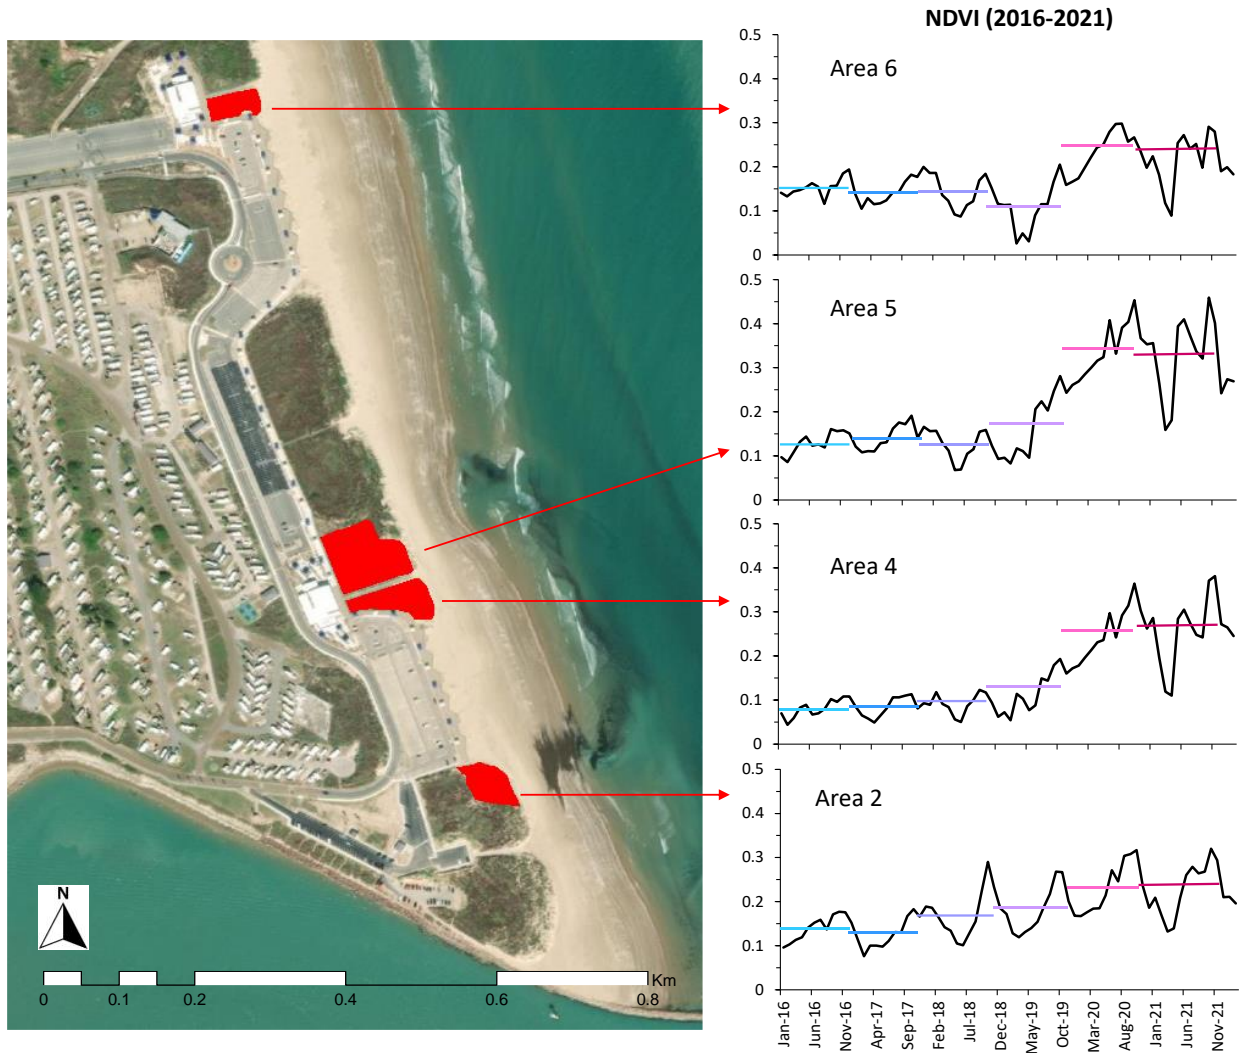 NDVI (2016-2021)
0.5
0.4
0.3
0.2
0.1
0
Area 6
0.5
0.4
0.3
0.2
0.1
0
Area 5
0.5
0.4
0.3
0.2
0.1
0
Area 4
0.5
0.4
0.3
0.2
0.1
0
Area 2
Jan-16
Jun-16
Nov-16
Apr-17
Sep-17
Feb-18
Jul-18
Dec-18
May-19
Oct-19
Mar-20
Aug-20
Jan-21
Jun-21
Nov-21
N
Km
0 0.1 0.2 0.4 0.6 0.8